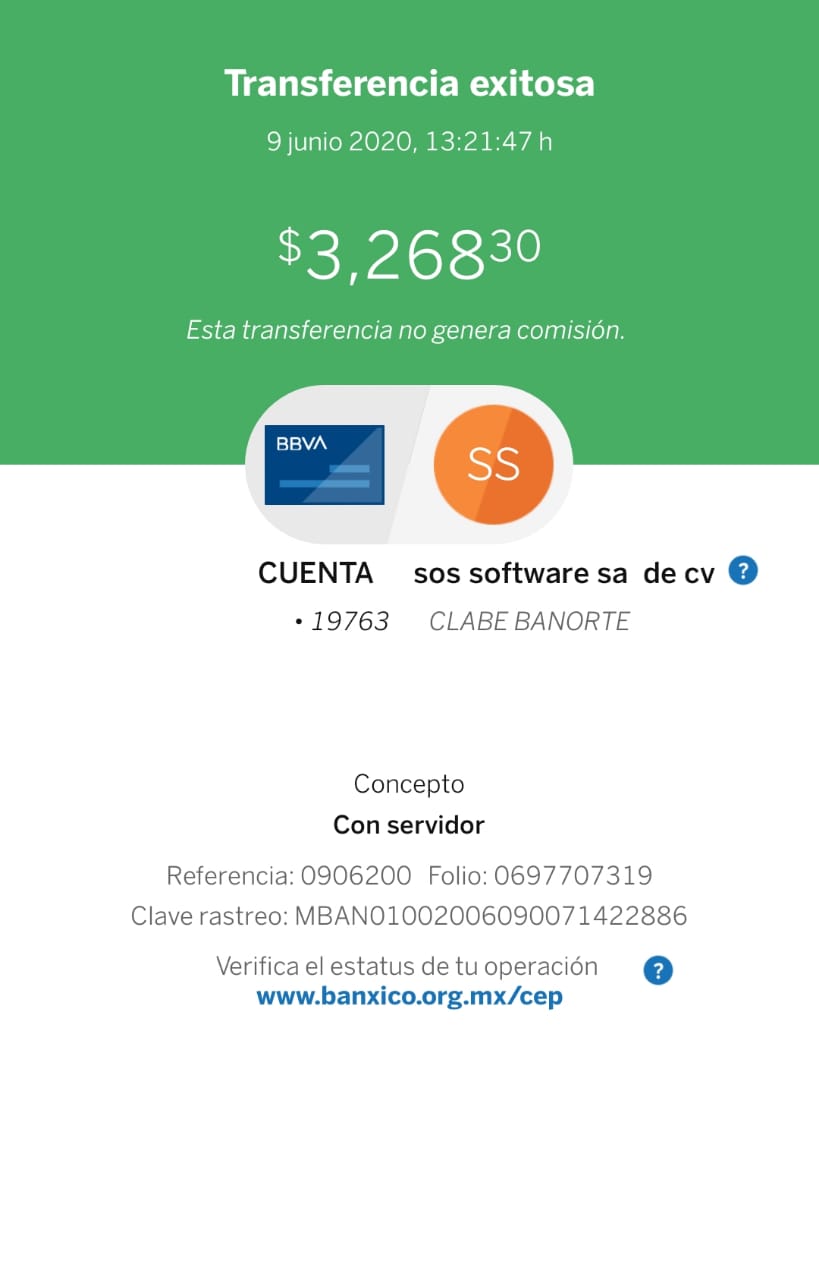 Transferencia exitosa
9 junio 2020, 13:21:47 h
$3,26830
Esta transferencia no genera comisión.
BBVA
SS
CUENTA sos software sa de cv ?
• 19763 CLABE BANORTE
Concepto
Con servidor
Referencia: 0906200 Folio: 0697707319
Clave rastreo: MBAN01002006090071422886
Verifica el estatus de tu operación ?
www.banxico.org.mx/cep